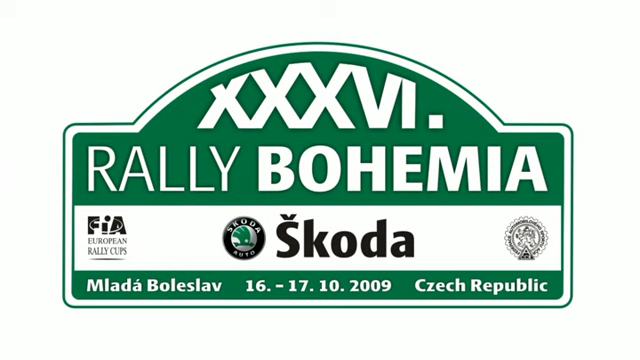 XXXVI.
RALLY BOHEMIA
FiA
EUROPEAN
RALLY CUPS
ŠKODA
AUTO
Škoda
Mladá Boleslav 16. – 17. 10. 2009 Czech Republic